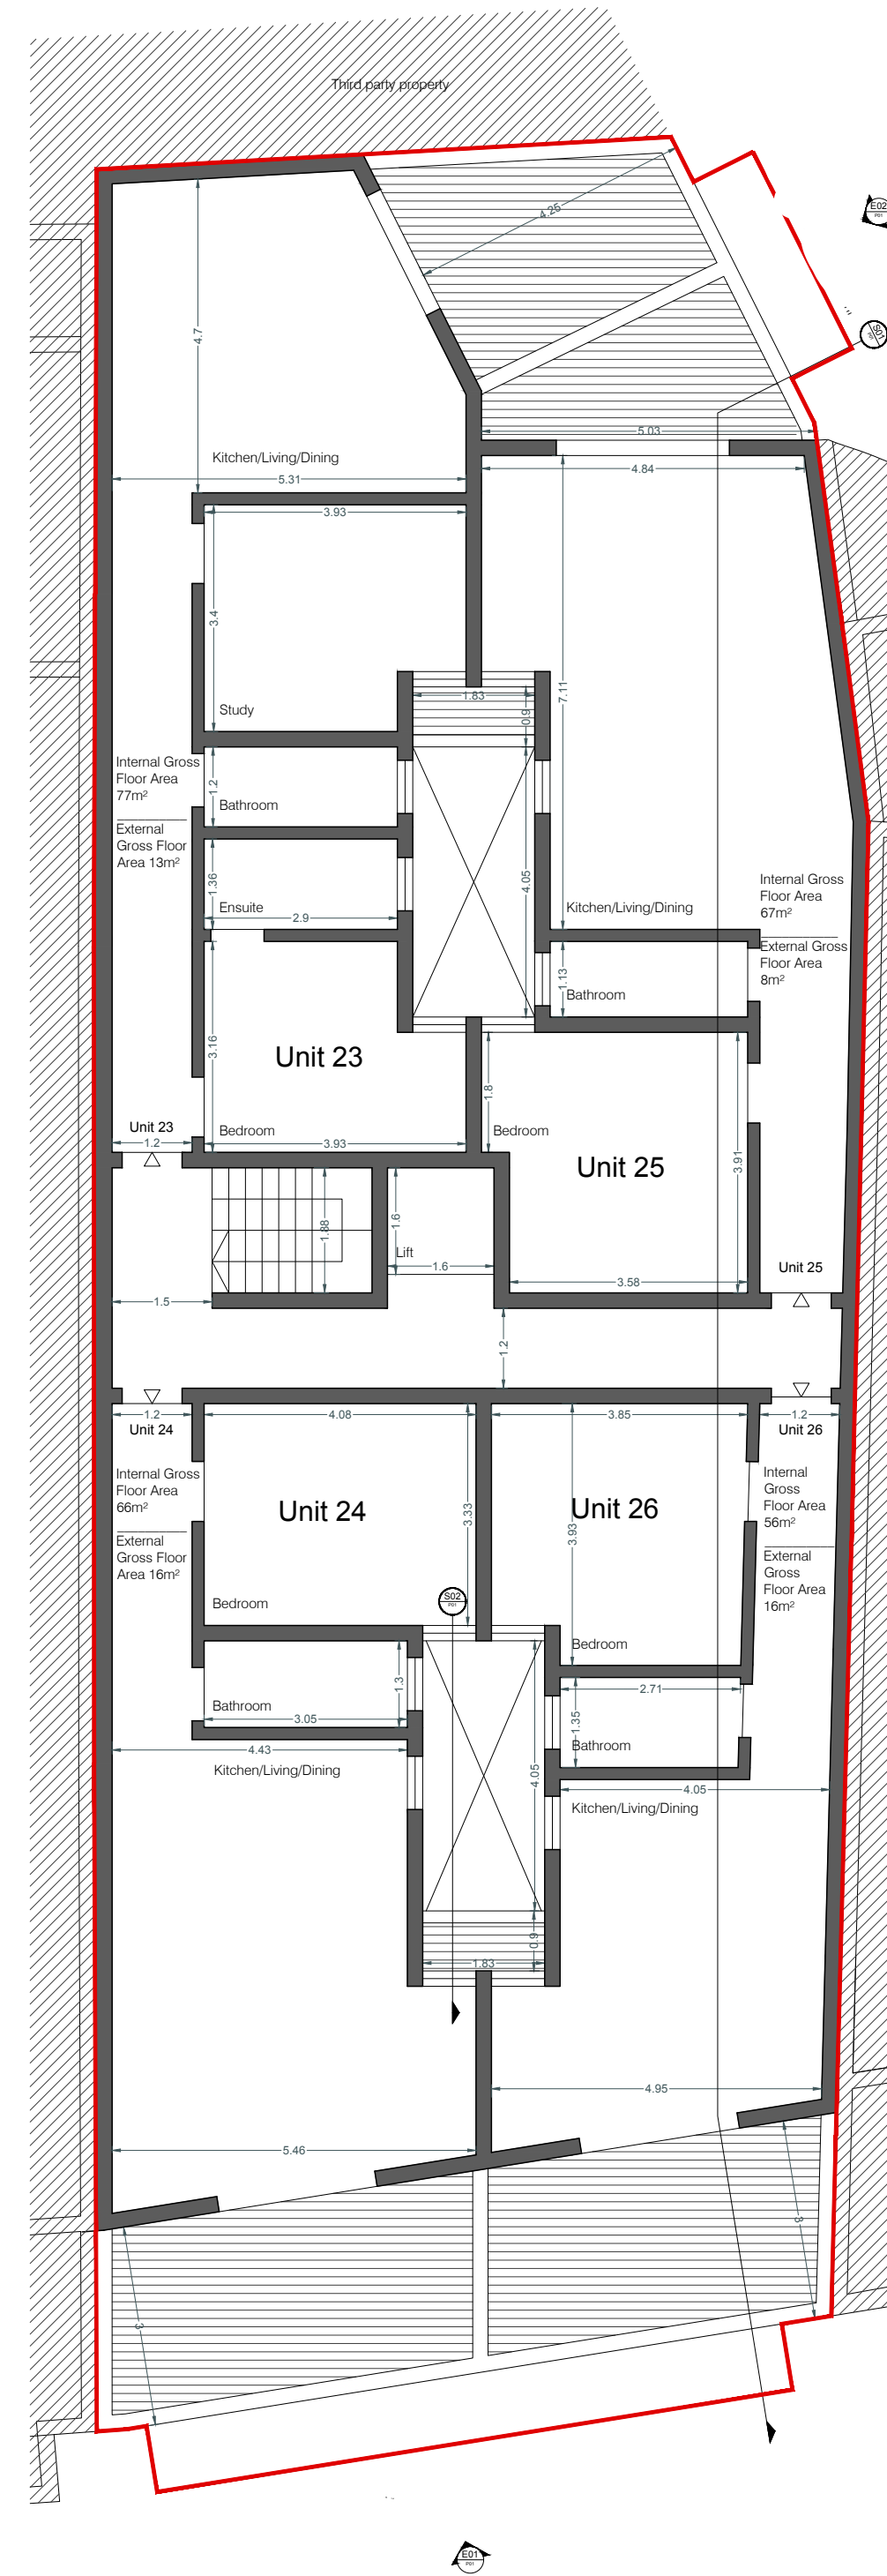 Third party property
E02
P01
4.25
S01
P01
4.7
5.03
Kitchen/Living/Dining
4.84
5.31
3.93
3.4
7.11
1.83
0.9
Study
Internal Gross
Floor Area
77m²
External
Gross Floor
Area 13m²
1.2
Bathroom
4.05
1.36
Ensuite
2.9
Kitchen/Living/Dining
Internal Gross
Floor Area
67m²
External Gross
Floor Area
8m²
1.13
Bathroom
3.16
Unit 23
1.8
Unit 23
1.2
Bedroom
3.93
Bedroom
Unit 25
3.91
1.88
1.6
Lift
1.6
3.58
Unit 25
1.5
1.2
1.2
4.08
3.85
1.2
Unit 24
Unit 26
Internal Gross
Floor Area
66m²
External
Gross Floor
Area 16m²
Unit 24
3.33
Unit 26
3.93
Internal
Gross
Floor Area
56m²
External
Gross
Floor Area
16m²
S02
P01
Bedroom
Bedroom
1.3
Bathroom
3.05
2.71
1.35
Bathroom
4.43
Kitchen/Living/Dining
4.05
4.05
Kitchen/Living/Dining
0.9
1.83
4.95
5.46
3
3
E01
P01